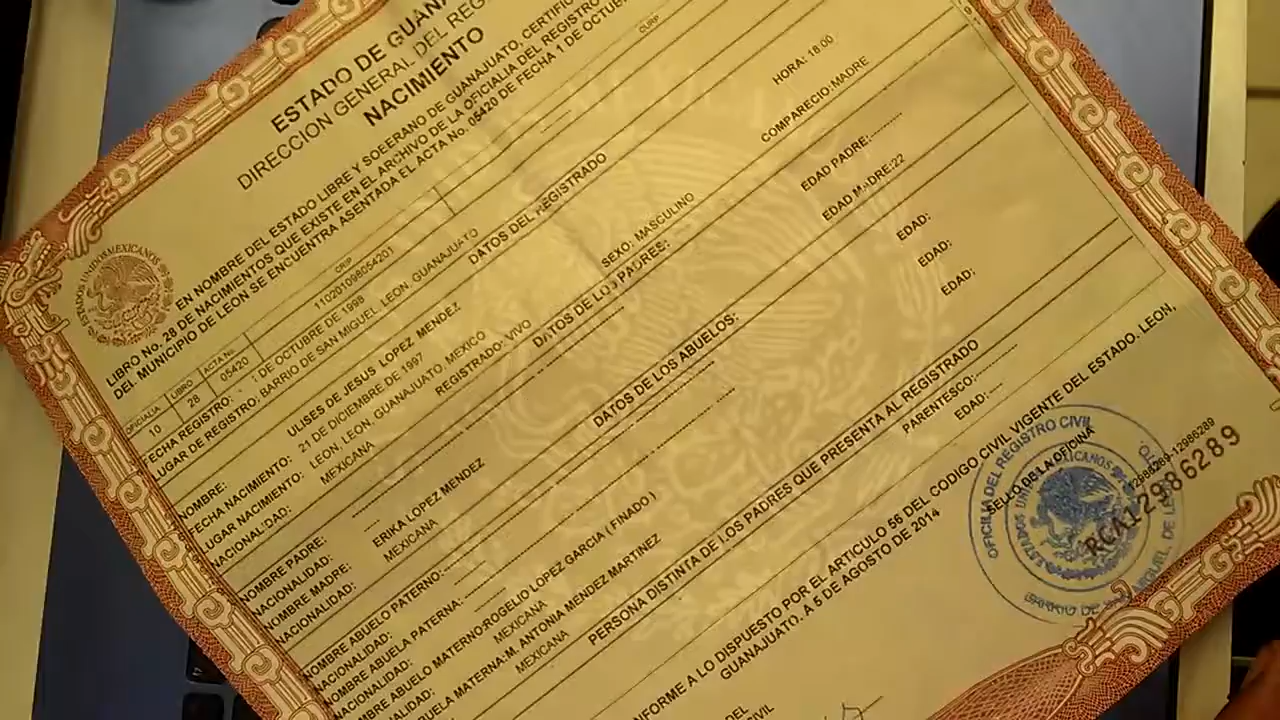 ESTADO DE GUANA
DIRECCION GENERAL DEL REG
NACIMIENTO
EN NOMBRE DEL ESTADO LIBRE Y SOBERANO DE GUANAJUATO, CERTIFIC
LIBRO No. 28 DE NACIMIENTOS QUE EXISTE EN EL ARCHIVO DE LA OFICIALIA DEL REGISTRO
DEL MUNICIPIO DE LEON SE ENCUENTRA ASENTADA EL ACTA No. 05420 DE FECHA 1 DE OCTUB
OFICIALIA LIBRO ACTA No. CRIP CURP
10 28 05420 110201098054201
FECHA REGISTRO: DE OCTUBRE DE 1998 HORA: 18:00
LUGAR DE REGISTRO: BARRIO DE SAN MIGUEL, LEON, GUANAJUATO COMPARECIO: MADRE
DATOS DEL REGISTRADO
NOMBRE: ULISES DE JESUS LOPEZ MENDEZ
FECHA NACIMIENTO: 21 DICIEMBRE DE 1997 SEXO: MASCULINO
LUGAR NACIMIENTO: LEON, LEON, GUANAJUATO, MEXICO
NACIONALIDAD: MEXICANA REGISTRADO: VIVO
DATOS DE LOS PADRES:
NOMBRE PADRE: ---------- EDAD PADRE:----------
NACIONALIDAD:
NOMBRE MADRE: ERIKA LOPEZ MENDEZ EDAD MADRE:22
NACIONALIDAD: MEXICANA
DATOS DE LOS ABUELOS:
NOMBRE ABUELO PATERNO:---------- EDAD:
NACIONALIDAD:
NOMBRE ABUELA PATERNA: ---------- EDAD:
NACIONALIDAD:
MBRE ABUELO MATERNO:ROGELIO LOPEZ GARCIA ( FINADO ) EDAD:
NACIONALIDAD: MEXICANA
UELA MATERNA:M. ANTONIA MENDEZ MARTINEZ
DAD: MEXICANA
PERSONA DISTINTA DE LOS PADRES QUE PRESENTA AL REGISTRADO
PARENTESCO:----------
EDAD:---
NFORME A LO DISPUESTO POR EL ARTICULO 56 DEL CODIGO CIVIL VIGENTE DEL ESTADO. LEON,
GUANAJUATO. A 5 DE AGOSTO DE 2014
DEL
CIVIL
ESTADOS UNIDOS MEXICANOS
OFICIALIA DEL REGISTRO CIVIL
SELLO DE LA OFICINA
RCA12986289